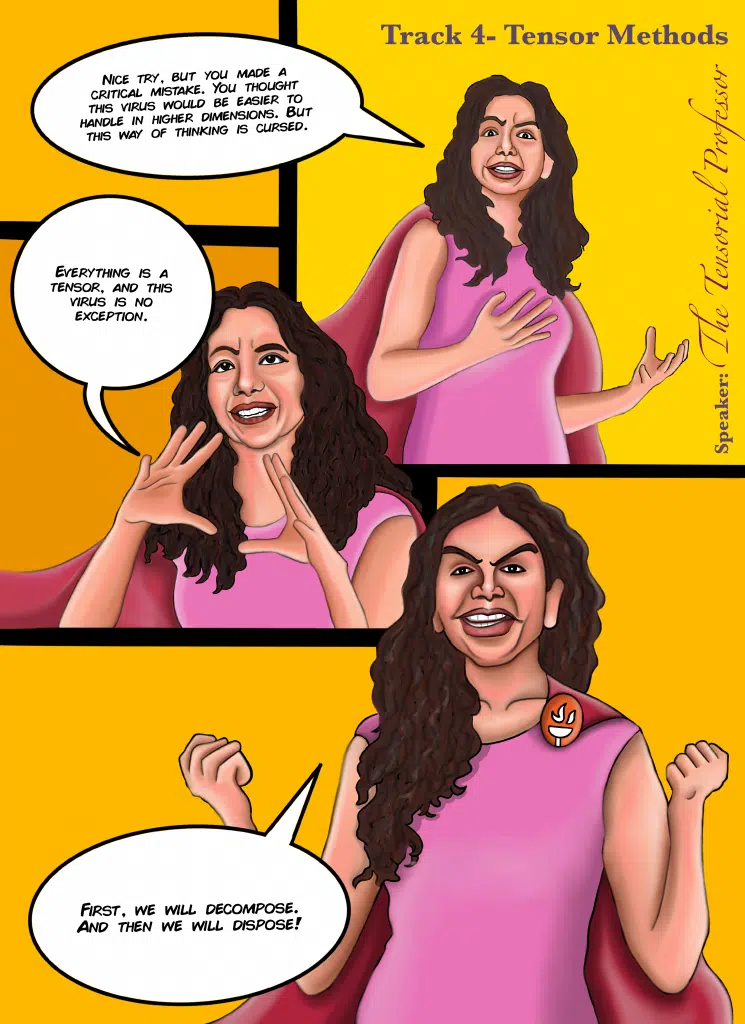 Track 4- Tensor Methods
Speaker: The Tensorial Professor
NICE TRY, BUT YOU MADE A
CRITICAL MISTAKE. YOU THOUGHT
THIS VIRUS WOULD BE EASIER TO
HANDLE IN HIGHER DIMENSIONS. BUT
THIS WAY OF THINKING IS CURSED.
EVERYTHING IS A
TENSOR, AND THIS
VIRUS IS NO
EXCEPTION.
FIRST, WE WILL DECOMPOSE.
AND THEN WE WILL DISPOSE!